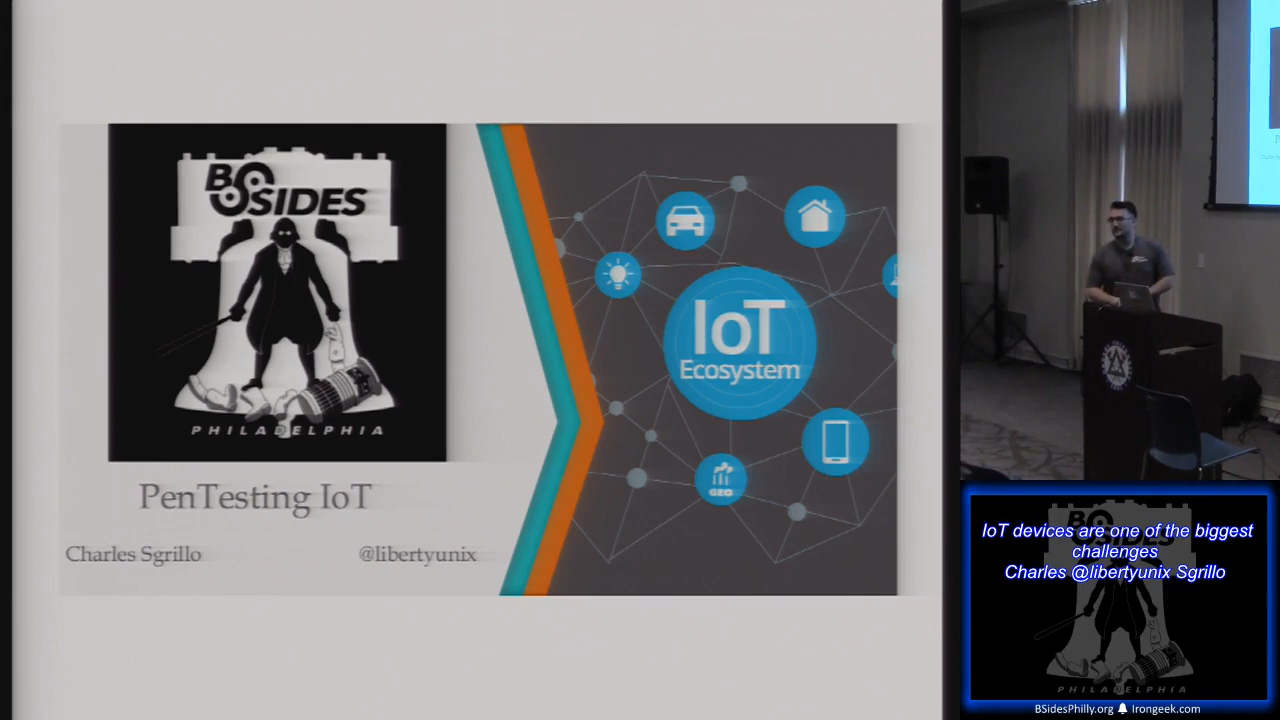 BSIDES
PHILADELPHIA
PenTesting IoT
Charles Sgrillo
@libertyunix
IoT
Ecosystem
GEO
IoT devices are one of the biggest
challenges
Charles @libertyunix Sgrillo
BSIDES
PHILADELPHIA
BSidesPhilly.org Irongeek.com